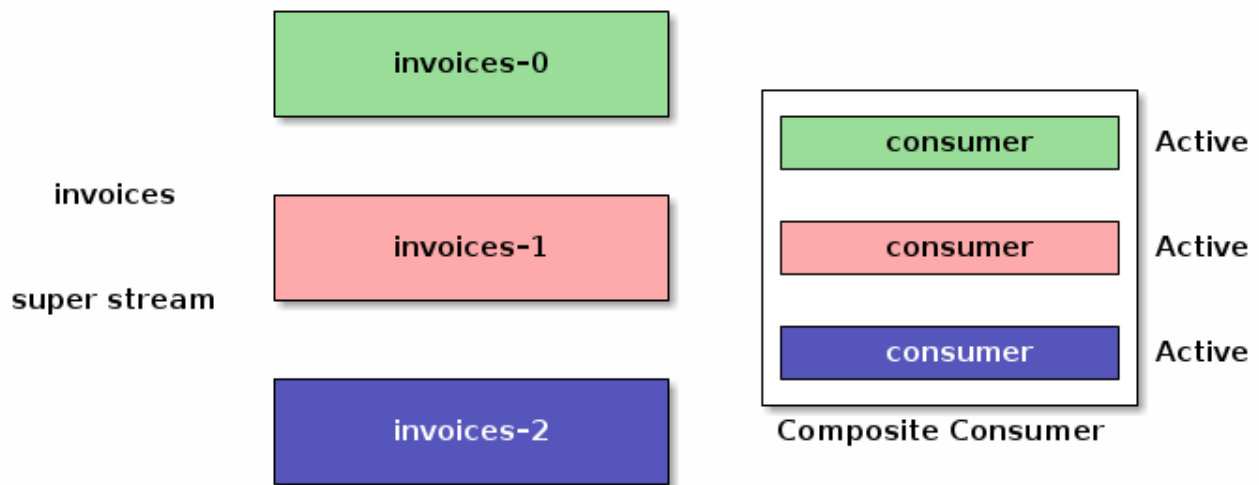 invoices
super stream
invoices-0
invoices-1
invoices-2
consumer Active
consumer Active
consumer Active
Composite Consumer